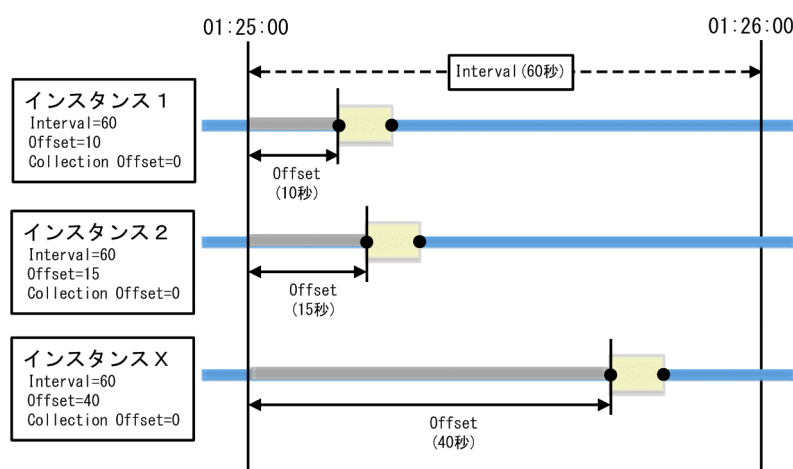 01:25:00
01:26:00
Interval(60秒)
インスタンス1
Interval=60
Offset=10
Collection Offset=0
Offset
(10秒)
インスタンス2
Interval=60
Offset=15
Collection Offset=0
Offset
(15秒)
インスタンスX
Interval=60
Offset=40
Collection Offset=0
Offset
(40秒)